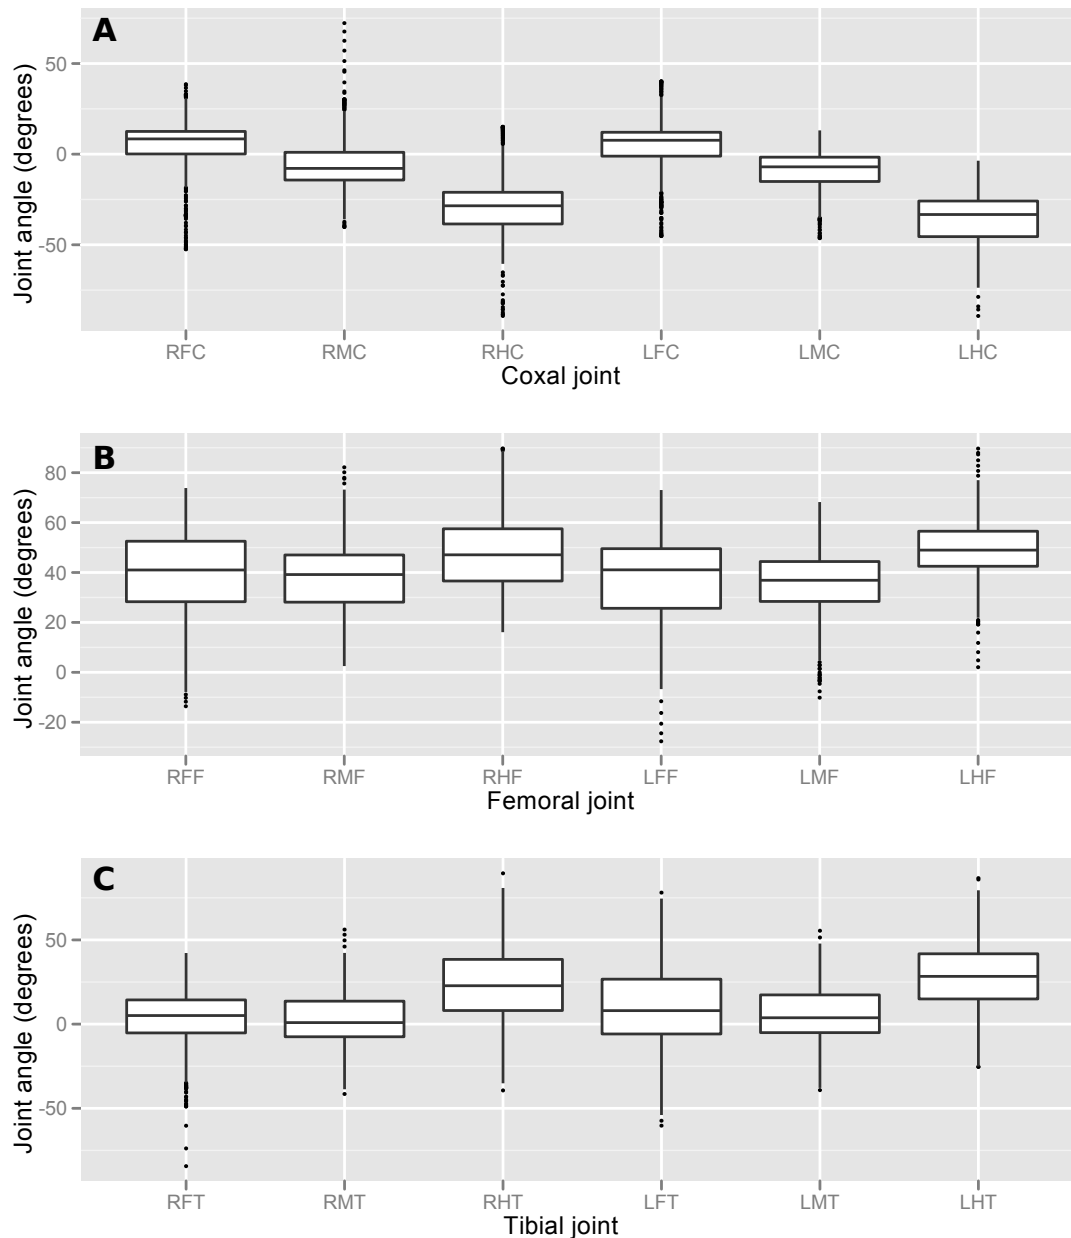 A
Joint angle (degrees)
50
0
-50
RFC RMC RHC LFC LMC LHC
Coxal joint
B
Joint angle (degrees)
80
60
40
20
0
-20
RFF RMF RHF LFF LMF LHF
Femoral joint
C
Joint angle (degrees)
50
0
-50
RFT RMT RHT LFT LMT LHT
Tibial joint